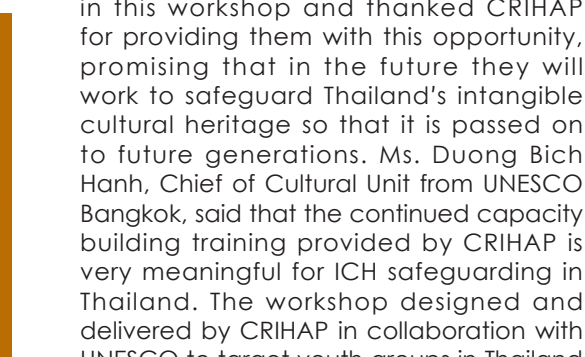 in this workshop and thanked CRIHAP
for providing them with this opportunity,
promising that in the future they will
work to safeguard Thailand's intangible
cultural heritage so that it is passed on
to future generations. Ms. Duong Bich
Hanh, Chief of Cultural Unit from UNESCO
Bangkok, said that the continued capacity
building training provided by CRIHAP is
very meaningful for ICH safeguarding in
Thailand. The workshop designed and
delivered by CRIHAP in collaboration with
UNESCO to target youth groups in Thailand